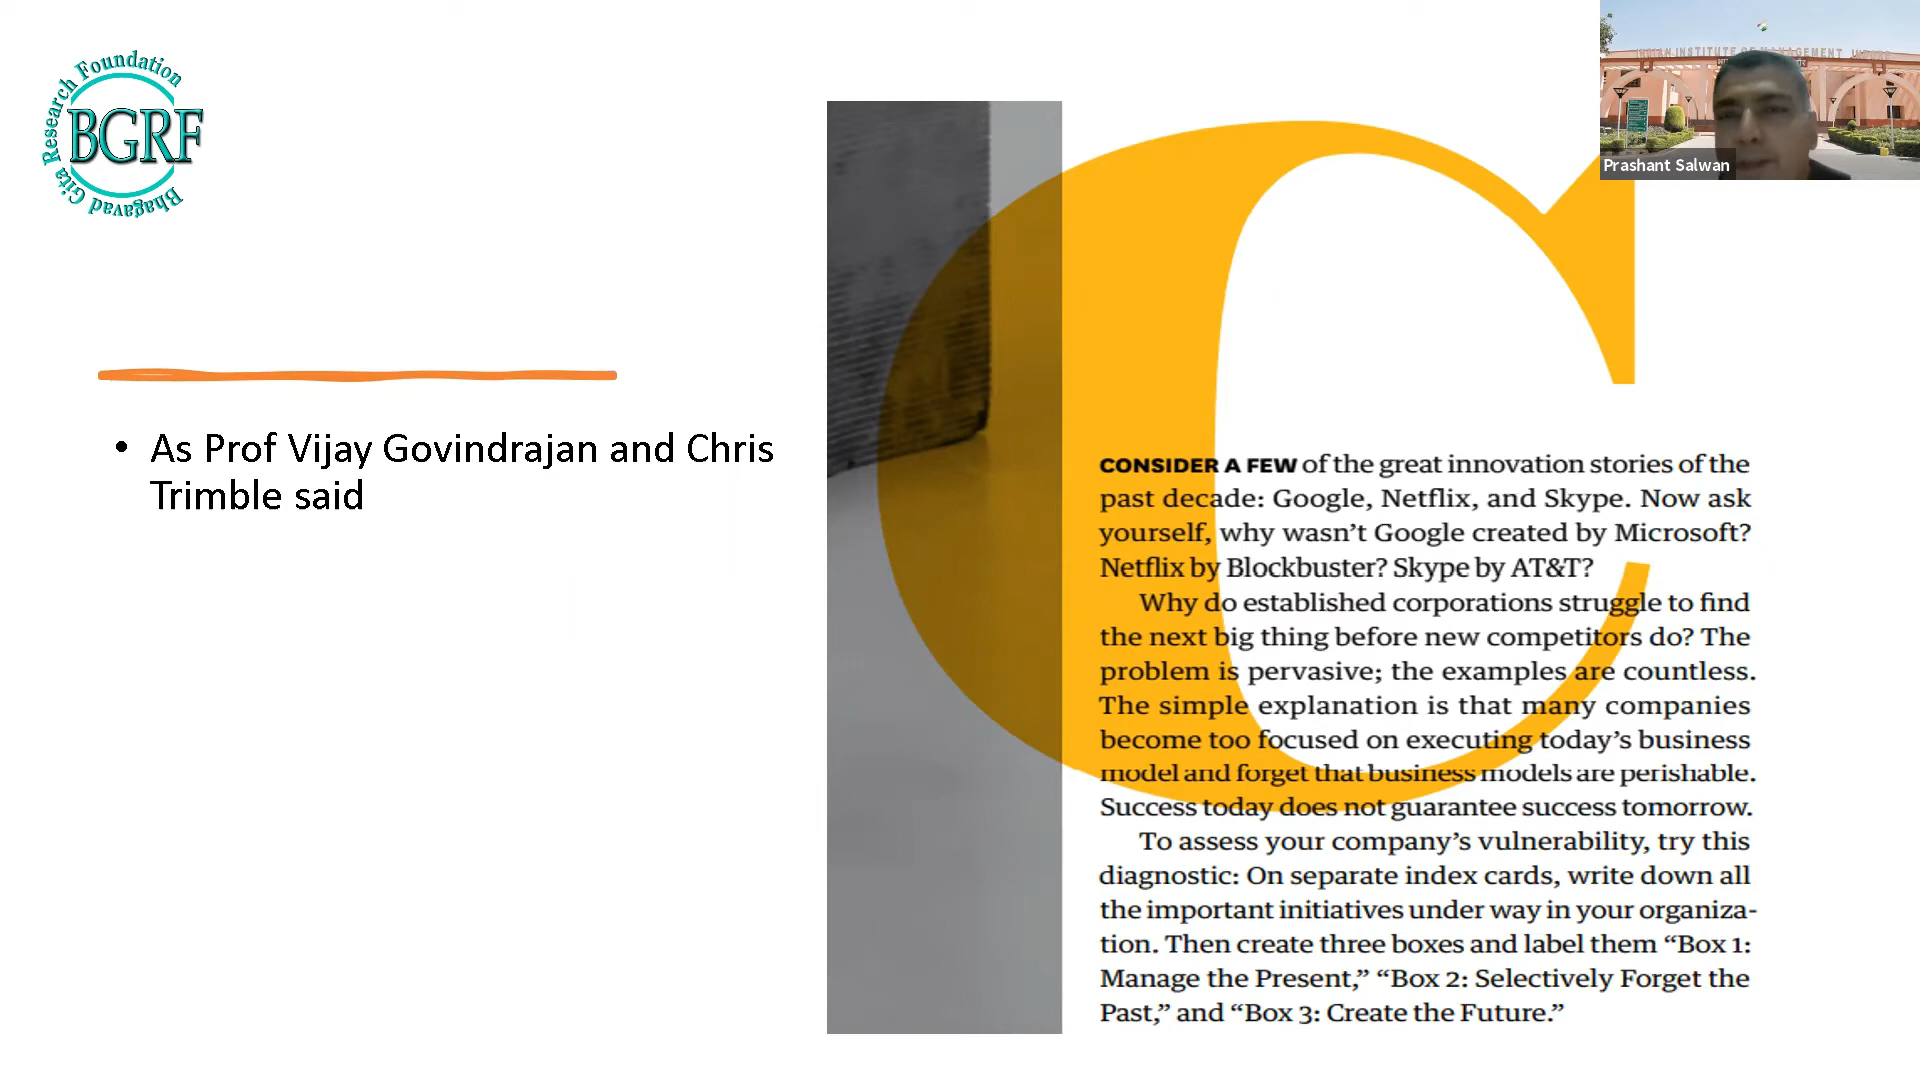 Bhagavad Gita Research Foundation
BGRF
INDIAN INSTITUTE OF MANAGEMENT
Prashant Salwan
• As Prof Vijay Govindrajan and Chris
Trimble said
C
CONSIDER A FEW of the great innovation stories of the
past decade: Google, Netflix, and Skype. Now ask
yourself, why wasn’t Google created by Microsoft?
Netflix by Blockbuster? Skype by AT&T?
Why do established corporations struggle to find
the next big thing before new competitors do? The
problem is pervasive; the examples are countless.
The simple explanation is that many companies
become too focused on executing today’s business
model and forget that business models are perishable.
Success today does not guarantee success tomorrow.
To assess your company’s vulnerability, try this
diagnostic: On separate index cards, write down all
the important initiatives under way in your organiza-
tion. Then create three boxes and label them “Box 1:
Manage the Present,” “Box 2: Selectively Forget the
Past,” and “Box 3: Create the Future.”